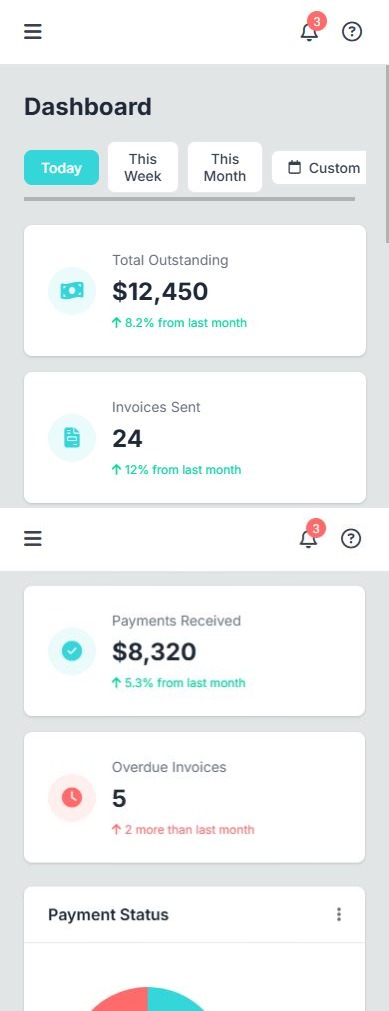 3
?
Dashboard
Today
This
Week
This
Month
Custom
Total Outstanding
$12,450
8.2% from last month
Invoices Sent
24
12% from last month
3
?
Payments Received
$8,320
5.3% from last month
Overdue Invoices
5
2 more than last month
Payment Status